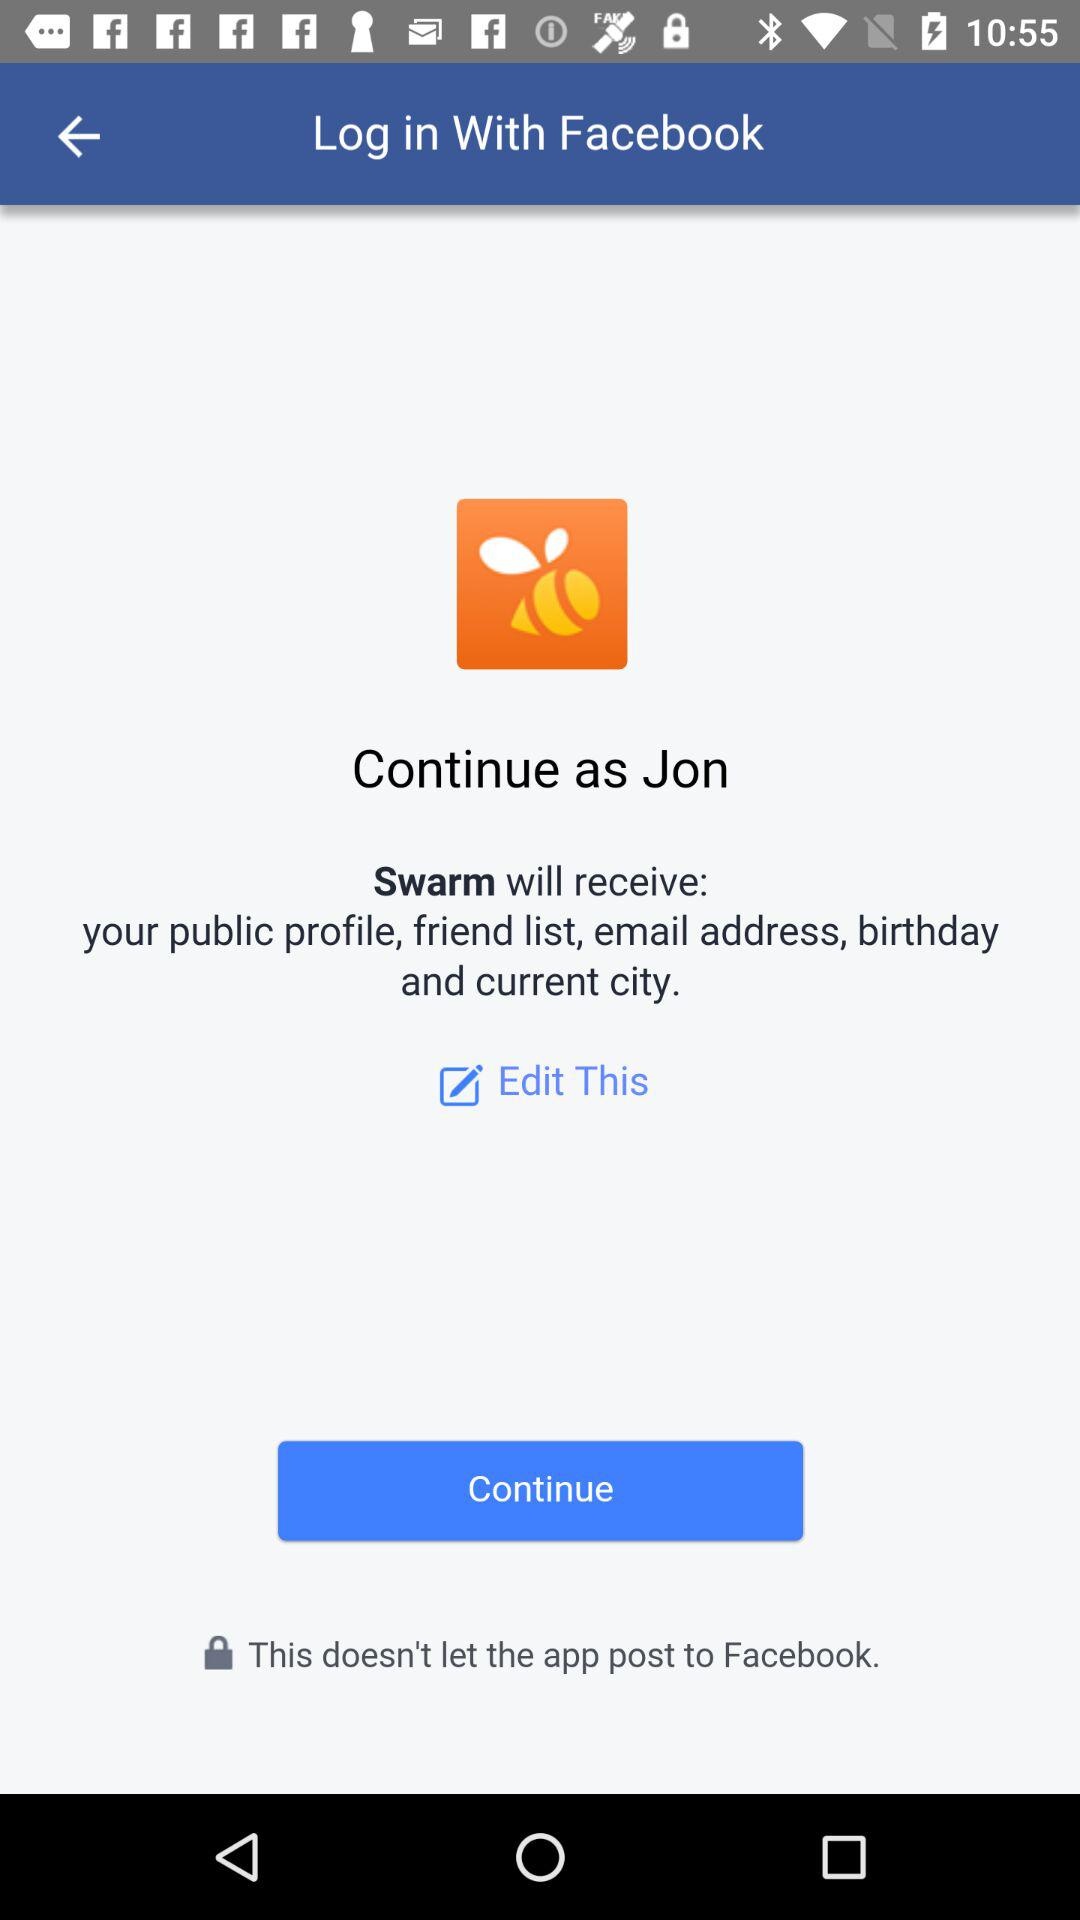 FAKE
10:55
Log in With Facebook
Continue as Jon
Swarm will receive:
your public profile, friend list, email address, birthday
and current city.
Edit This
Continue
This doesn't let the app post to Facebook.